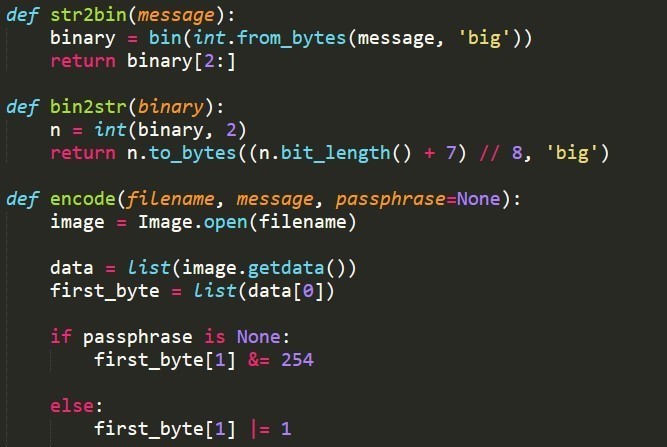 def str2bin(message):
    binary = bin(int.from_bytes(message, 'big'))
    return binary[2:]

def bin2str(binary):
    n = int(binary, 2)
    return n.to_bytes((n.bit_length() + 7) // 8, 'big')

def encode(filename, message, passphrase=None):
    image = Image.open(filename)

    data = list(image.getdata())
    first_byte = list(data[0])

    if passphrase is None:
        first_byte[1] &= 254

    else:
        first_byte[1] |= 1